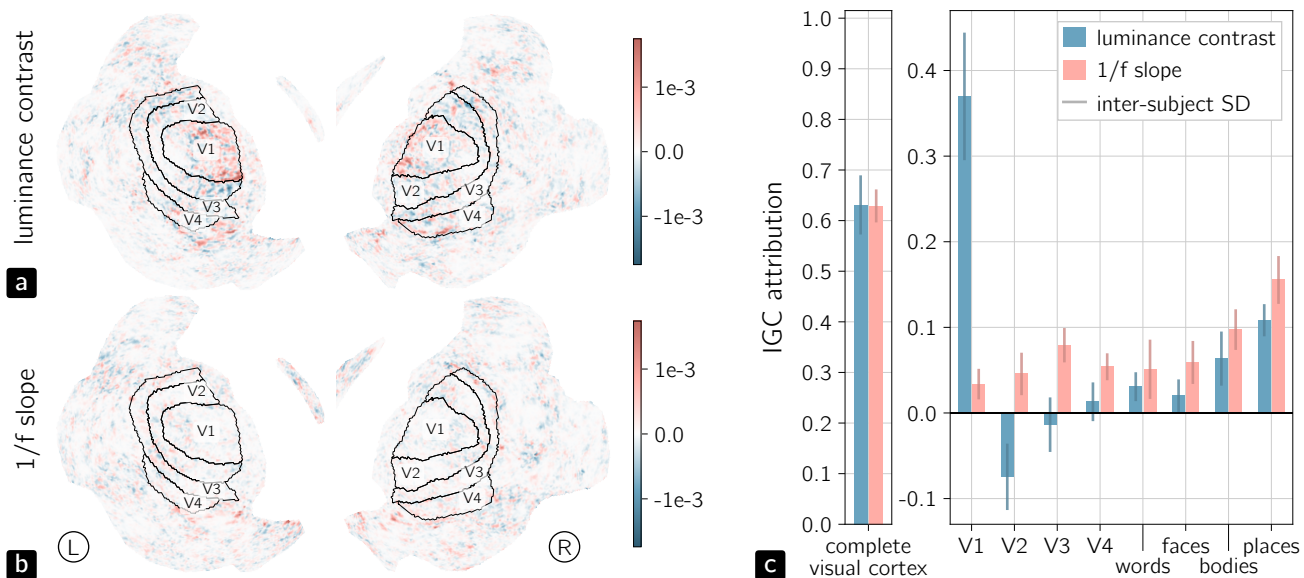 luminance contrast
V2
V1
V3
V4
V1
V2
V3
V4
1e-3
0.0
-1e-3
a
1/f slope
V2
V1
V3
V4
V1
V2
V3
V4
1e-3
0.0
-1e-3
L
R
b
IGC attribution
1.0
0.9
0.8
0.7
0.6
0.5
0.4
0.3
0.2
0.1
0.0
complete
visual cortex
luminance contrast
1/f slope
inter-subject SD
0.4
0.3
0.2
0.1
0.0
-0.1
V1 V2 V3 V4 faces places
words bodies
c